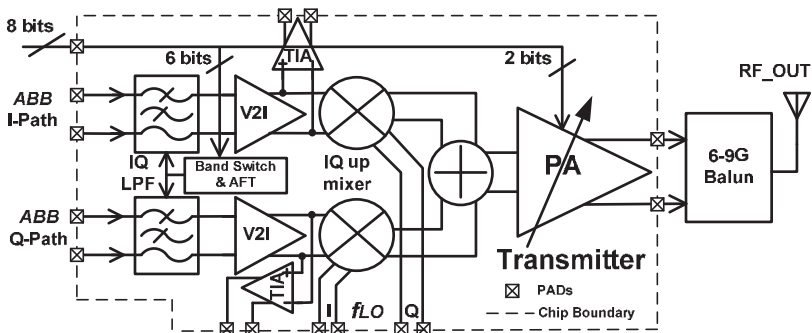 8 bits
6 bits
TIA
2 bits
RF_OUT
ABB
I-Path
V2I
IQ
LPF
Band Switch
& AFT
IQ up
mixer
PA
6-9G
Balun
ABB
Q-Path
V2I
TIA
Transmitter
I
fLO
Q
PADs
Chip Boundary